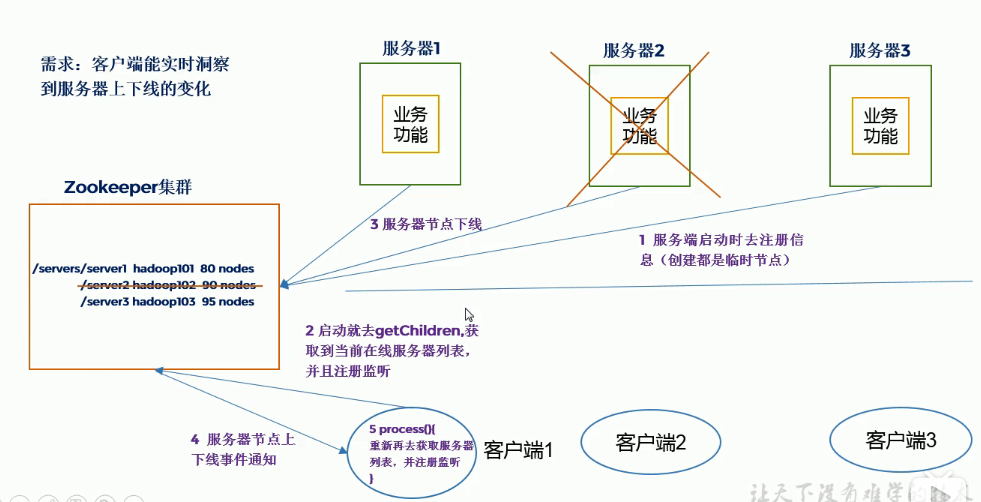 服务器1
服务器2
服务器3
需求：客户端能实时洞察
到服务器上下线的变化
业务
功能
业务
功能
业务
功能
Zookeeper集群
3 服务器节点下线
1 服务端启动时去注册信
息（创建都是临时节点）
/servers/server1 hadoop101 80 nodes
/server2 hadoop102 90 nodes
/server3 hadoop103 95 nodes
2 启动就去getChildren,获
取到当前在线服务器列表，
并且注册监听
4 服务器节点上
下线事件通知
5 process(){
重新再去获取服务器
列表，并注册监听
}
客户端1
客户端2
客户端3
让天下没有难学的技术